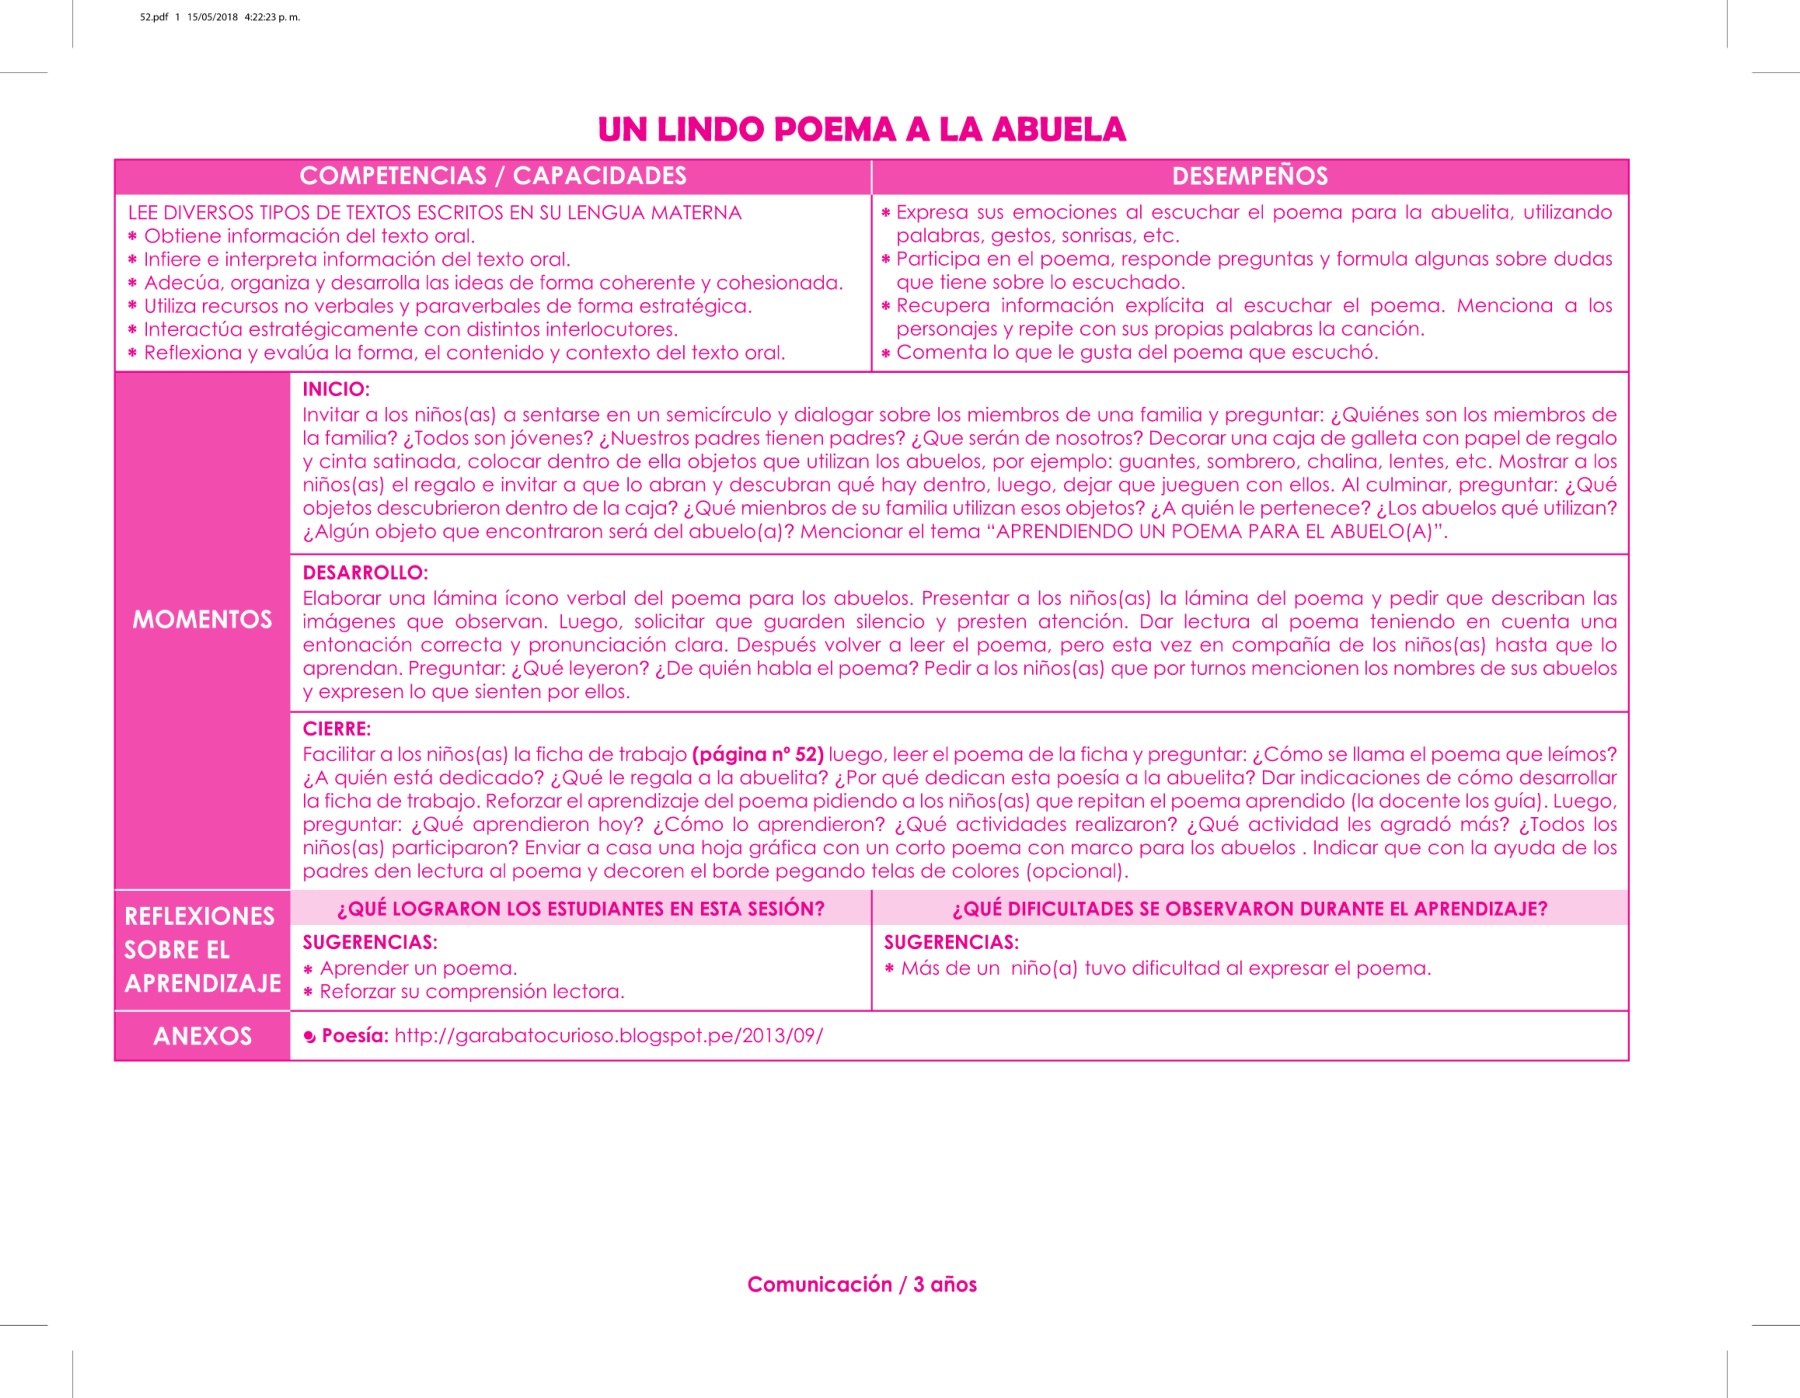 52.pdf 1 15/05/2018 4:22:23 p. m.
UN LINDO POEMA A LA ABUELA
COMPETENCIAS / CAPACIDADES
DESEMPEÑOS
LEE DIVERSOS TIPOS DE TEXTOS ESCRITOS EN SU LENGUA MATERNA
* Obtiene información del texto oral.
* Infiere e interpreta información del texto oral.
* Adecúa, organiza y desarrolla las ideas de forma coherente y cohesionada.
* Utiliza recursos no verbales y paraverbales de forma estratégica.
* Interactúa estratégicamente con distintos interlocutores.
* Reflexiona y evalúa la forma, el contenido y contexto del texto oral.
* Expresa sus emociones al escuchar el poema para la abuelita, utilizando
palabras, gestos, sonrisas, etc.
* Participa en el poema, responde preguntas y formula algunas sobre dudas
que tiene sobre lo escuchado.
* Recupera información explícita al escuchar el poema. Menciona a los
personajes y repite con sus propias palabras la canción.
* Comenta lo que le gusta del poema que escuchó.
MOMENTOS
INICIO:
Invitar a los niños(as) a sentarse en un semicírculo y dialogar sobre los miembros de una familia y preguntar: ¿Quiénes son los miembros de
la familia? ¿Todos son jóvenes? ¿Nuestros padres tienen padres? ¿Que serán de nosotros? Decorar una caja de galleta con papel de regalo
y cinta satinada, colocar dentro de ella objetos que utilizan los abuelos, por ejemplo: guantes, sombrero, chalina, lentes, etc. Mostrar a los
niños(as) el regalo e invitar a que lo abran y descubran qué hay dentro, luego, dejar que jueguen con ellos. Al culminar, preguntar: ¿Qué
objetos descubrieron dentro de la caja? ¿Qué mienbros de su familia utilizan esos objetos? ¿A quién le pertenece? ¿Los abuelos qué utilizan?
¿Algún objeto que encontraron será del abuelo(a)? Mencionar el tema “APRENDIENDO UN POEMA PARA EL ABUELO(A)”.
DESARROLLO:
Elaborar una lámina ícono verbal del poema para los abuelos. Presentar a los niños(as) la lámina del poema y pedir que describan las
imágenes que observan. Luego, solicitar que guarden silencio y presten atención. Dar lectura al poema teniendo en cuenta una
entonación correcta y pronunciación clara. Después volver a leer el poema, pero esta vez en compañía de los niños(as) hasta que lo
aprendan. Preguntar: ¿Qué leyeron? ¿De quién habla el poema? Pedir a los niños(as) que por turnos mencionen los nombres de sus abuelos
y expresen lo que sienten por ellos.
CIERRE:
Facilitar a los niños(as) la ficha de trabajo (página nº 52) luego, leer el poema de la ficha y preguntar: ¿Cómo se llama el poema que leímos?
¿A quién está dedicado? ¿Qué le regala a la abuelita? ¿Por qué dedican esta poesía a la abuelita? Dar indicaciones de cómo desarrollar
la ficha de trabajo. Reforzar el aprendizaje del poema pidiendo a los niños(as) que repitan el poema aprendido (la docente los guía). Luego,
preguntar: ¿Qué aprendieron hoy? ¿Cómo lo aprendieron? ¿Qué actividades realizaron? ¿Qué actividad les agradó más? ¿Todos los
niños(as) participaron? Enviar a casa una hoja gráfica con un corto poema con marco para los abuelos . Indicar que con la ayuda de los
padres den lectura al poema y decoren el borde pegando telas de colores (opcional).
REFLEXIONES
SOBRE EL
APRENDIZAJE
¿QUÉ LOGRARON LOS ESTUDIANTES EN ESTA SESIÓN?
SUGERENCIAS:
* Aprender un poema.
* Reforzar su comprensión lectora.
¿QUÉ DIFICULTADES SE OBSERVARON DURANTE EL APRENDIZAJE?
SUGERENCIAS:
* Más de un niño(a) tuvo dificultad al expresar el poema.
ANEXOS
Poesía: http://garabatocurioso.blogspot.pe/2013/09/
Comunicación / 3 años